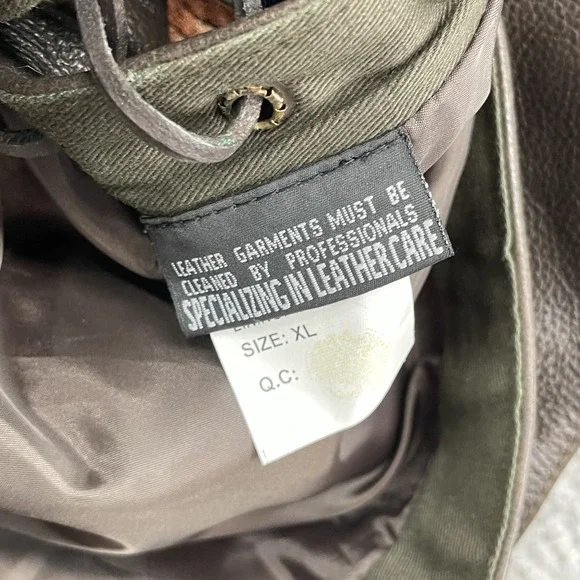 LEATHER GARMENTS MUST BE
CLEANED BY PROFESSIONALS
SPECIALIZING IN LEATHER CARE
SIZE: XL
Q.C: